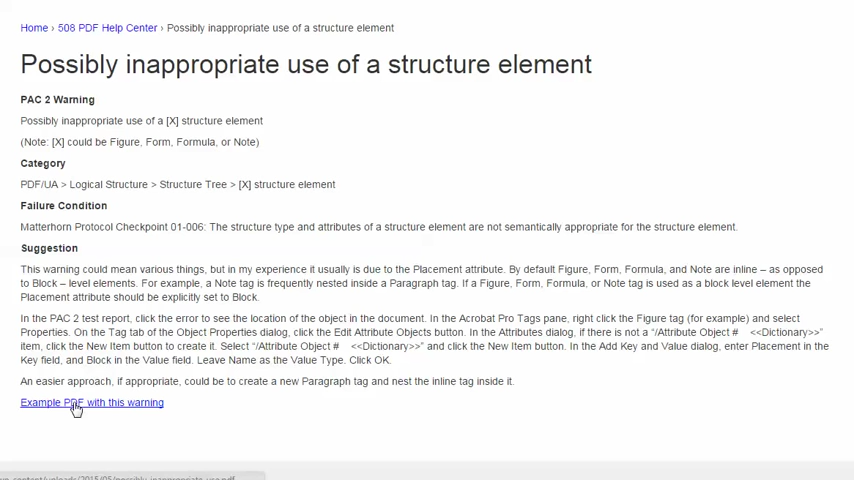 Home › 508 PDF Help Center › Possibly inappropriate use of a structure element
Possibly inappropriate use of a structure element
PAC 2 Warning
Possibly inappropriate use of a [X] structure element
(Note: [X] could be Figure, Form, Formula, or Note)
Category
PDF/UA > Logical Structure > Structure Tree > [X] structure element
Failure Condition
Matterhorn Protocol Checkpoint 01-006: The structure type and attributes of a structure element are not semantically appropriate for the structure element.
Suggestion
This warning could mean various things, but in my experience it usually is due to the Placement attribute. By default Figure, Form, Formula, and Note are inline – as opposed
to Block – level elements. For example, a Note tag is frequently nested inside a Paragraph tag. If a Figure, Form, Formula, or Note tag is used as a block level element the
Placement attribute should be explicitly set to Block.
In the PAC 2 test report, click the error to see the location of the object in the document. In the Acrobat Pro Tags pane, right click the Figure tag (for example) and select
Properties. On the Tag tab of the Object Properties dialog, click the Edit Attribute Objects button. In the Attributes dialog, if there is not a “/Attribute Object # <<Dictionary>>”
item, click the New Item button to create it. Select “/Attribute Object # <<Dictionary>>” and click the New Item button. In the Add Key and Value dialog, enter Placement in the
Key field, and Block in the Value field. Leave Name as the Value Type. Click OK.
An easier approach, if appropriate, could be to create a new Paragraph tag and nest the inline tag inside it.
Example PDF with this warning
content/uploads/2015/05/possibly-inappropriate-use.pdf